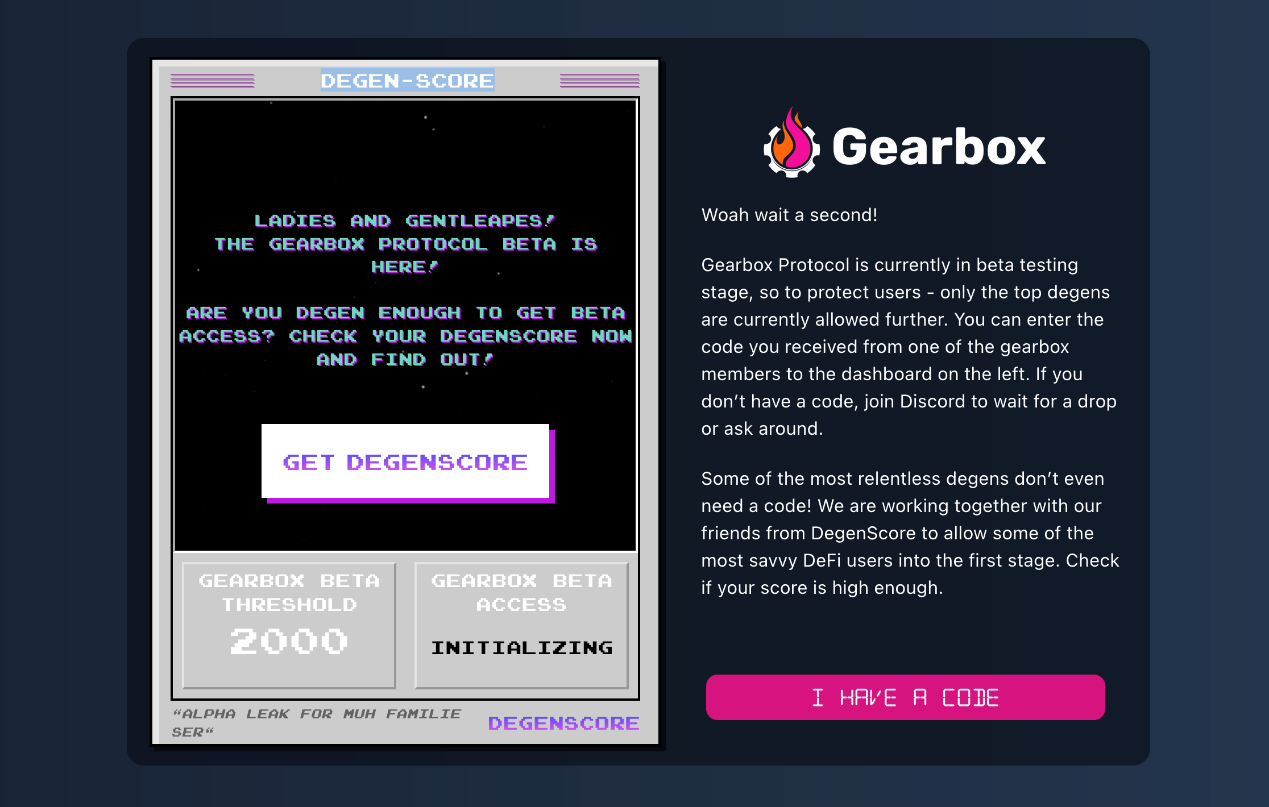 DEGEN-SCORE
LADIES AND GENTLEAPES!
THE GEARBOX PROTOCOL BETA IS
HERE!
ARE YOU DEGEN ENOUGH TO GET BETA
ACCESS? CHECK YOUR DEGENSCORE NOW
AND FIND OUT!
GET DEGENSCORE
GEARBOX BETA
THRESHOLD
2000
GEARBOX BETA
ACCESS
INITIALIZING
“ALPHA LEAK FOR MUH FAMILIE
SER“
DEGENSCORE
Gearbox
Woah wait a second!
Gearbox Protocol is currently in beta testing
stage, so to protect users - only the top degens
are currently allowed further. You can enter the
code you received from one of the gearbox
members to the dashboard on the left. If you
don’t have a code, join Discord to wait for a drop
or ask around.
Some of the most relentless degens don’t even
need a code! We are working together with our
friends from DegenScore to allow some of the
most savvy DeFi users into the first stage. Check
if your score is high enough.
I HAVE A CODE